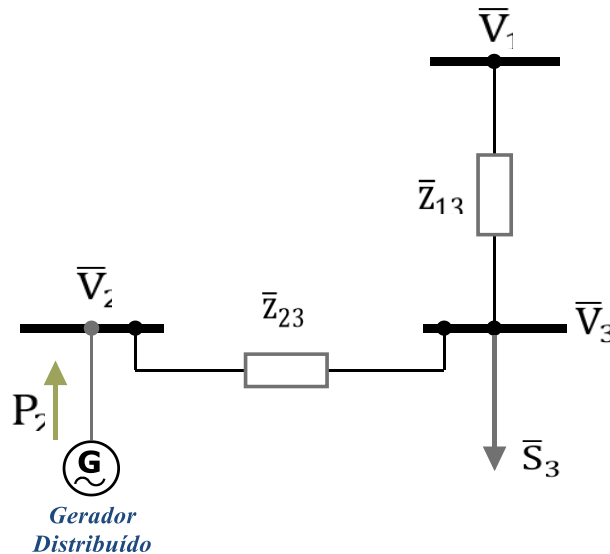 V̅₁
z̅₁₃
V̅₂
z̅₂₃
V̅₃
P₂
S̅₃
G
Gerador
Distribuído